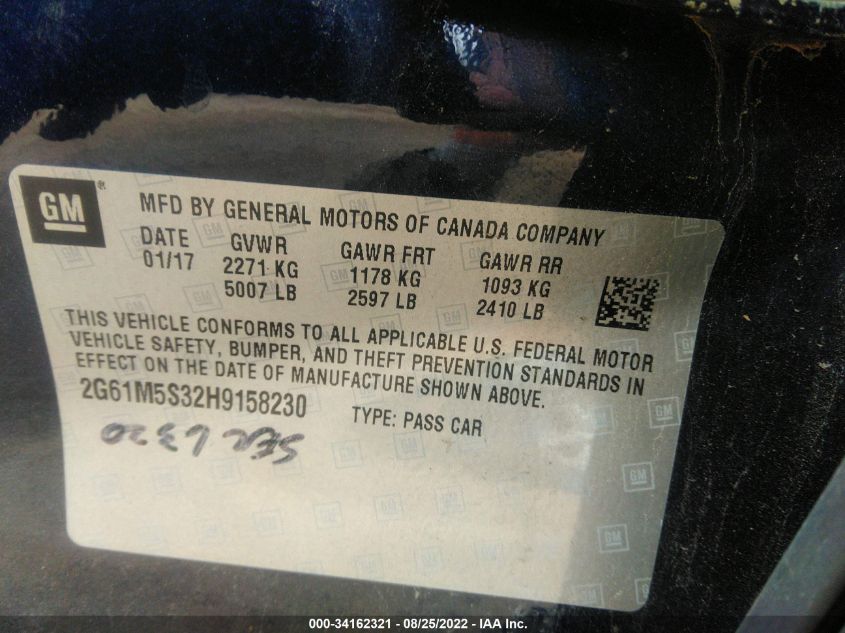 GM ®
MFD BY GENERAL MOTORS OF CANADA COMPANY
DATE GVWR GAWR FRT GAWR RR
01/17 2271 KG 1178 KG 1093 KG
5007 LB 2597 LB 2410 LB
THIS VEHICLE CONFORMS TO ALL APPLICABLE U.S. FEDERAL MOTOR
VEHICLE SAFETY, BUMPER, AND THEFT PREVENTION STANDARDS IN
EFFECT ON THE DATE OF MANUFACTURE SHOWN ABOVE.
2G61M5S32H9158230 TYPE: PASS CAR
000-34162321 - 08/25/2022 - IAA Inc.